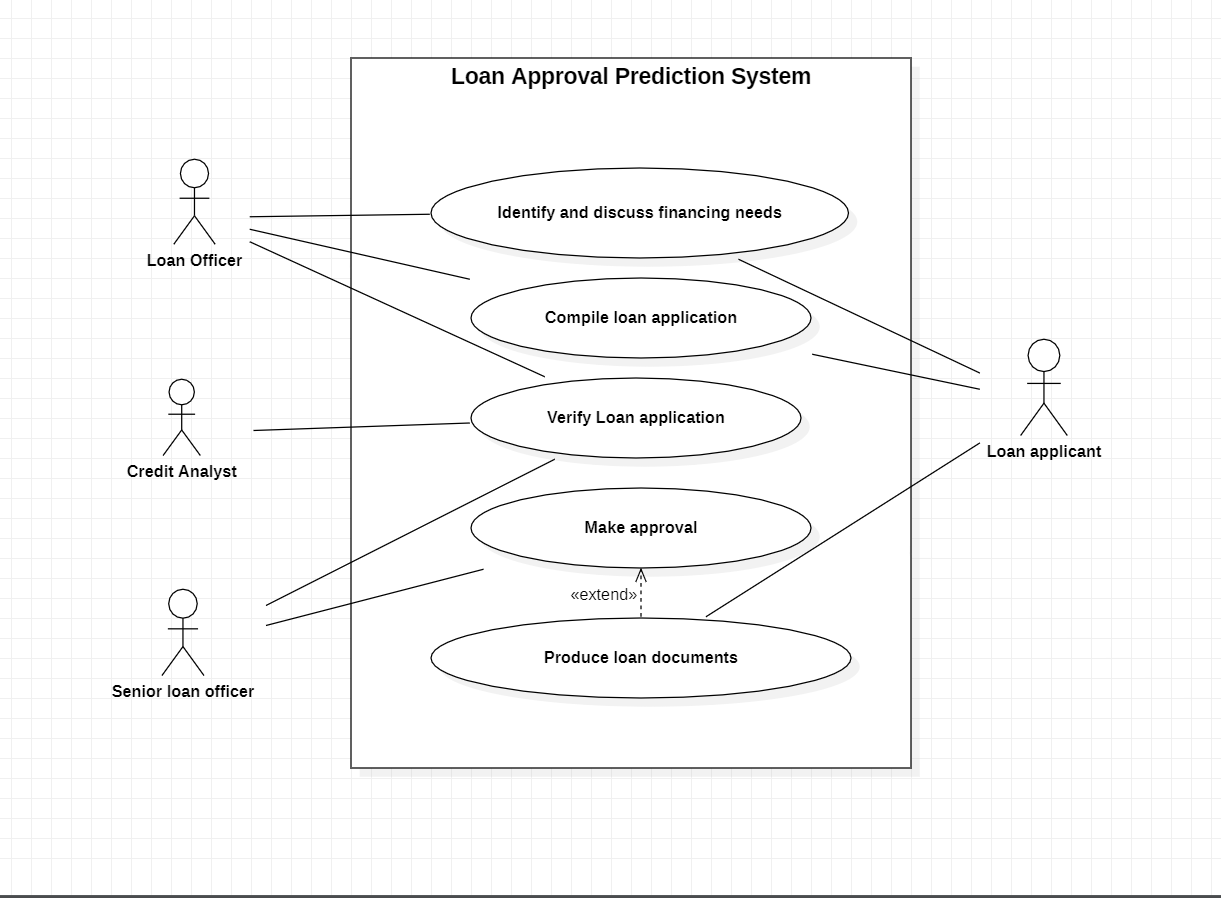 Loan Approval Prediction System
Identify and discuss financing needs
Loan Officer
Compile loan application
Verify Loan application
Loan applicant
Credit Analyst
Make approval
«extend»
Produce loan documents
Senior loan officer